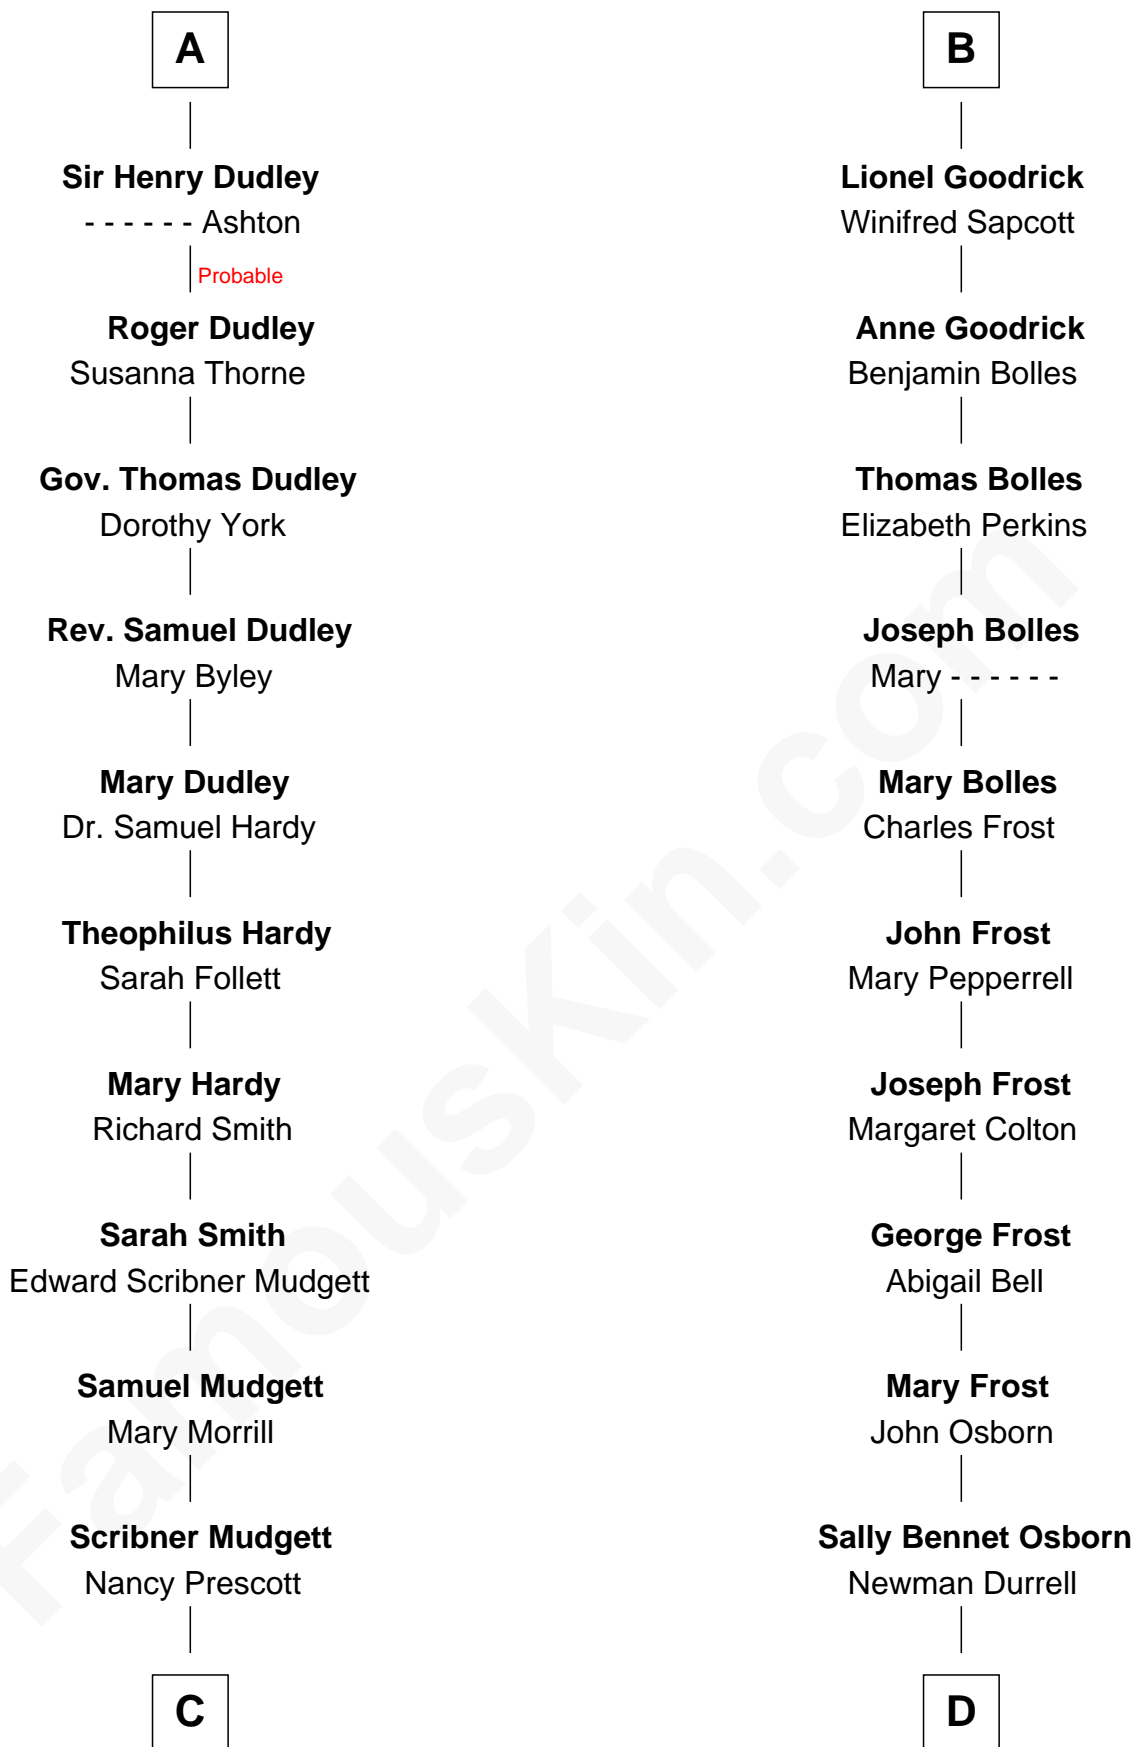 A
Sir Henry Dudley
- - - - - - Ashton
Probable
Roger Dudley
Susanna Thorne
Gov. Thomas Dudley
Dorothy York
Rev. Samuel Dudley
Mary Byley
Mary Dudley
Dr. Samuel Hardy
Theophilus Hardy
Sarah Follett
Mary Hardy
Richard Smith
Sarah Smith
Edward Scribner Mudgett
Samuel Mudgett
Mary Morrill
Scribner Mudgett
Nancy Prescott
C
B
Lionel Goodrick
Winifred Sapcott
Anne Goodrick
Benjamin Bolles
Thomas Bolles
Elizabeth Perkins
Joseph Bolles
Mary - - - - - -
Mary Bolles
Charles Frost
John Frost
Mary Pepperrell
Joseph Frost
Margaret Colton
George Frost
Abigail Bell
Mary Frost
John Osborn
Sally Bennet Osborn
Newman Durrell
D
FamousKin.com